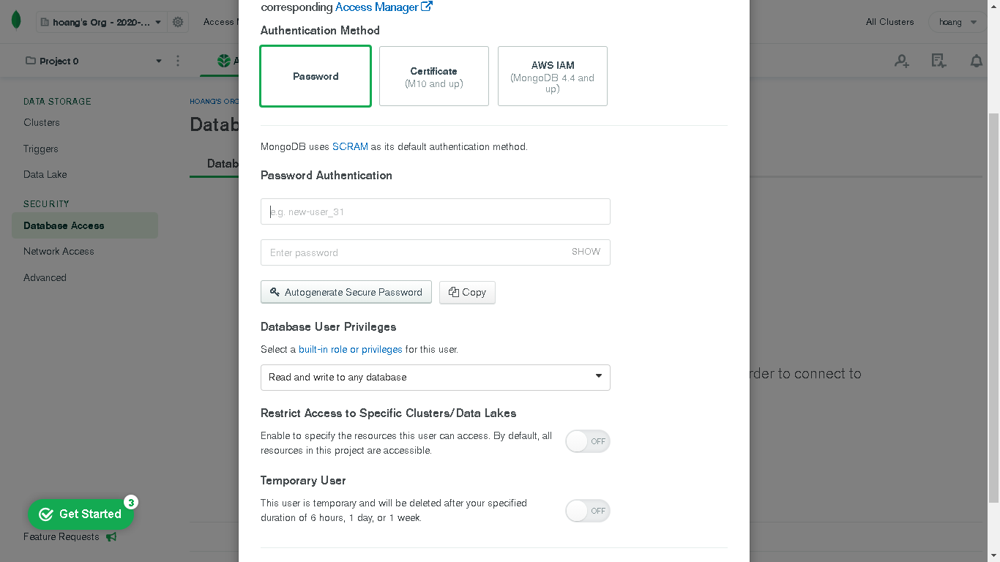 corresponding Access Manager
hoang's Org - 2020-...
Access
All Clusters
hoang
Authentication Method
Project 0
A
Password
Certificate
(M10 and up)
AWS IAM
(MongoDB 4.4 and
up)
DATA STORAGE
Clusters
Triggers
Data Lake
SECURITY
Database Access
Network Access
Advanced
HOANG'S ORG
Datab
Datab
MongoDB uses SCRAM as its default authentication method.
Password Authentication
e.g. new-user_31
Enter password
SHOW
Autogenerate Secure Password
Copy
Database User Privileges
Select a built-in role or privileges for this user.
Read and write to any database
rder to connect to
Restrict Access to Specific Clusters/Data Lakes
Enable to specify the resources this user can access. By default, all
resources in this project are accessible.
OFF
Temporary User
This user is temporary and will be deleted after your specified
duration of 6 hours, 1 day, or 1 week.
OFF
Get Started
3
Feature Requests